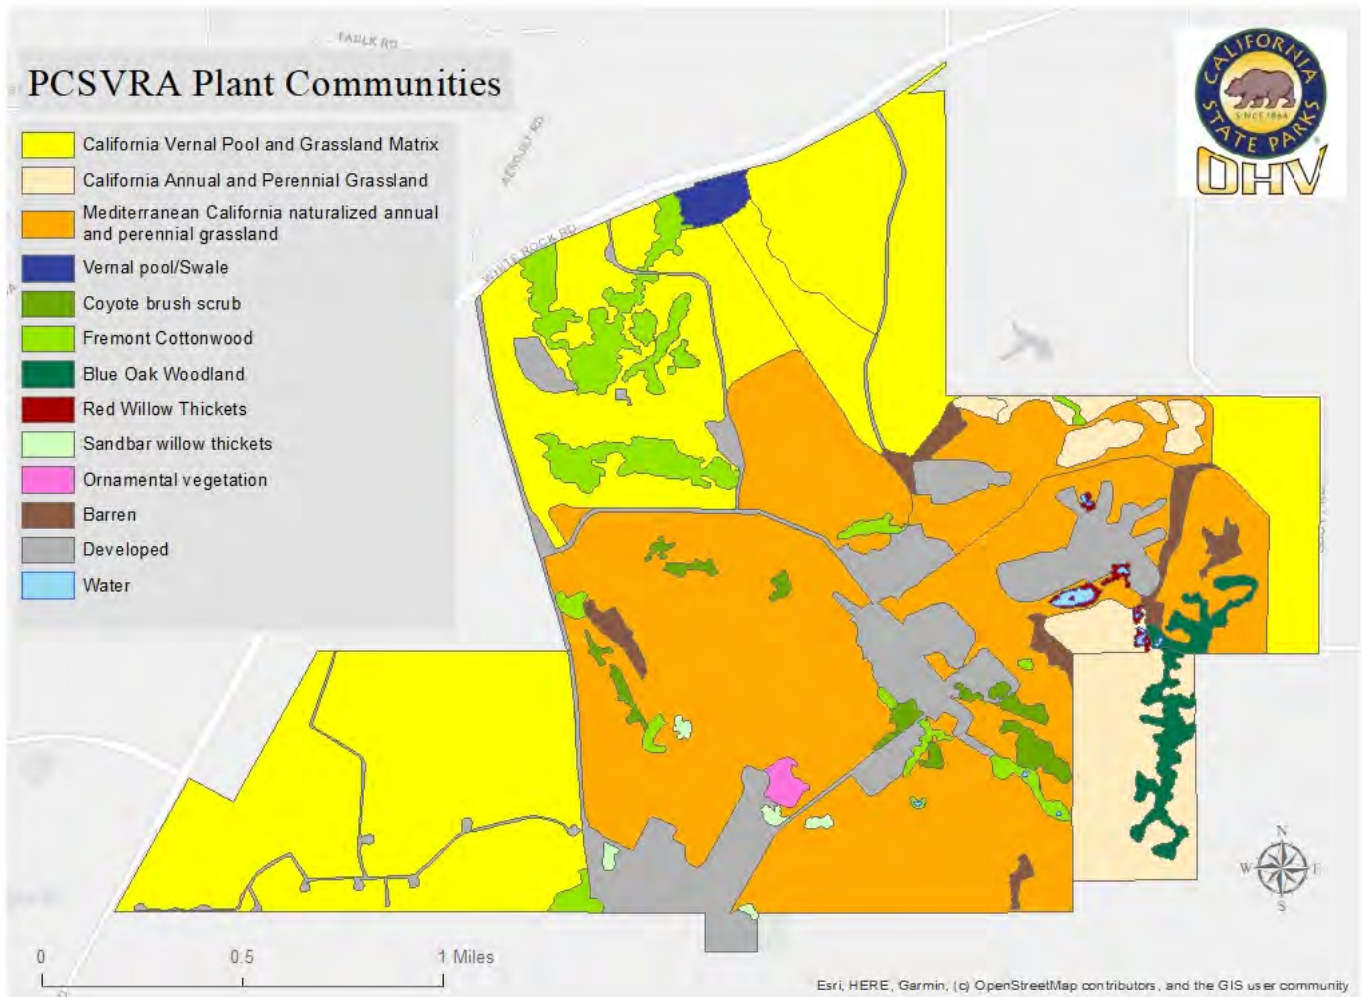 TAULK RD
PCSVRA Plant Communities
California Vernal Pool and Grassland Matrix
California Annual and Perennial Grassland
Mediterranean California naturalized annual
and perennial grassland
Vernal pool/Swale
Coyote brush scrub
Fremont Cottonwood
Blue Oak Woodland
Red Willow Thickets
Sandbar willow thickets
Ornamental vegetation
Barren
Developed
Water
WHITE ROCK RD
CALIFORNIA
STATE PARKS
SINCE 1864
OHV
N
W E
S
0 0.5 1 Miles
Esri, HERE, Garmin, (c) OpenStreetMap contributors, and the GIS user community